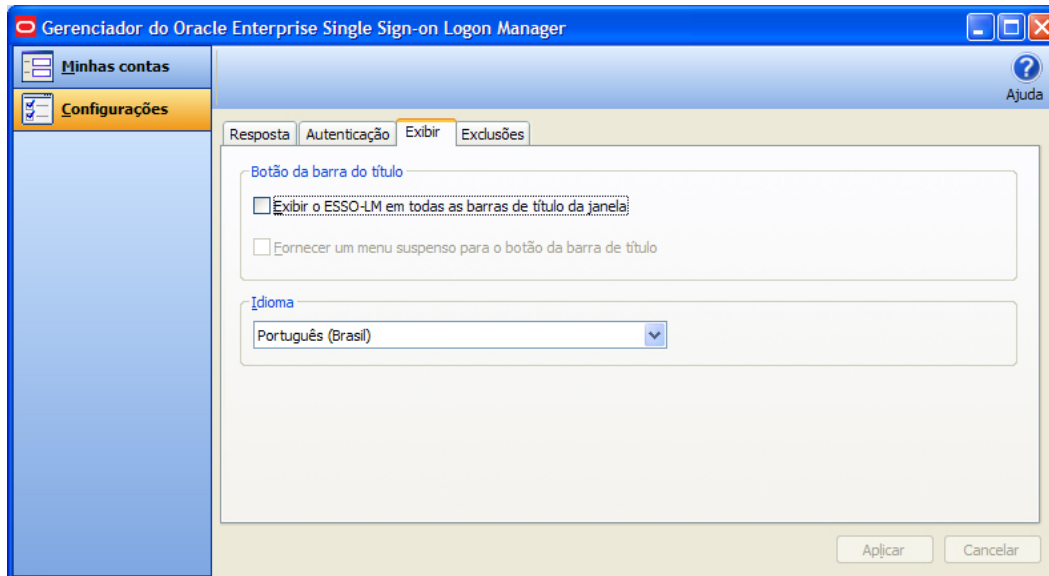 Gerenciador do Oracle Enterprise Single Sign-on Logon Manager
Minhas contas
Configurações
Ajuda
Resposta Autenticação Exibir Exclusões
Botão da barra do título
Exibir o ESSO-LM em todas as barras de título da janela
Fornecer um menu suspenso para o botão da barra de título
Idioma
Português (Brasil)
Aplicar Cancelar